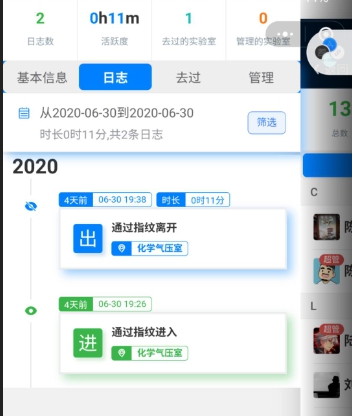 2 0h11m 1 0
日志数 活跃度 去过的实验室 管理的实验室
基本信息 日志 去过 管理
从2020-06-30到2020-06-30
时长0时11分,共2条日志
筛选
2020
4天前 06-30 19:38 时长 0时11分
出 通过指纹离开
化学气压室
4天前 06-30 19:26
进 通过指纹进入
化学气压室
13
总数
C
超管
L
超管